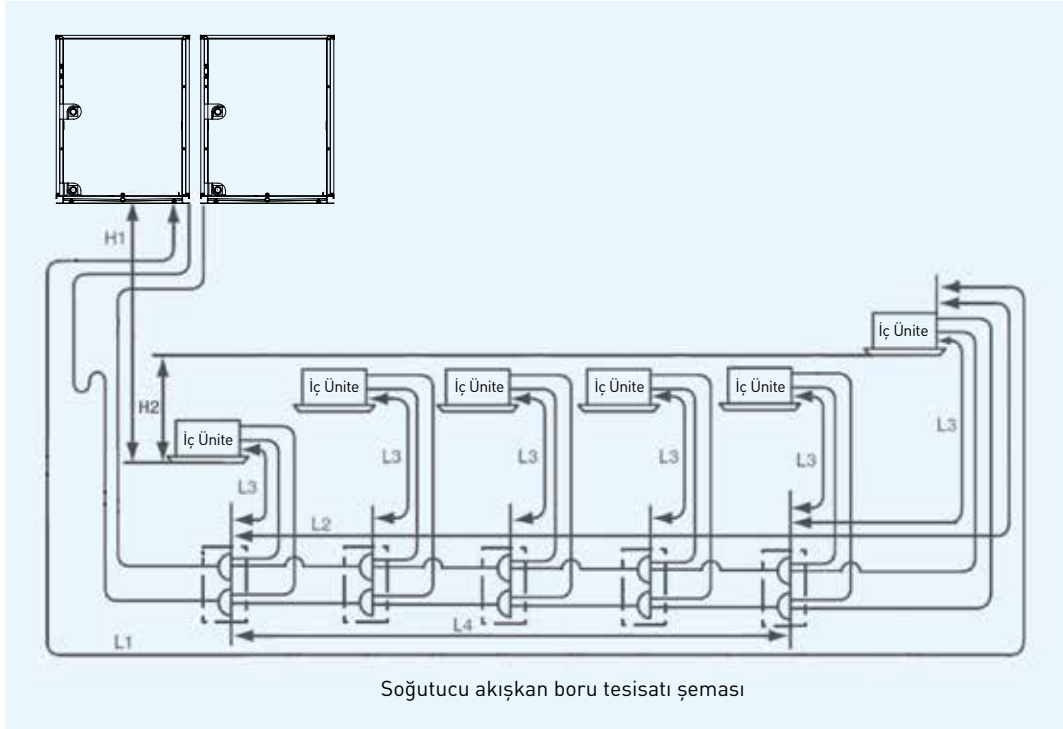 H1
İç Ünite
İç Ünite
İç Ünite
İç Ünite
İç Ünite
H2
İç Ünite
L3
L3
L3
L3
L3
L3
L2
L4
L1
Soğutucu akışkan boru tesisatı şeması